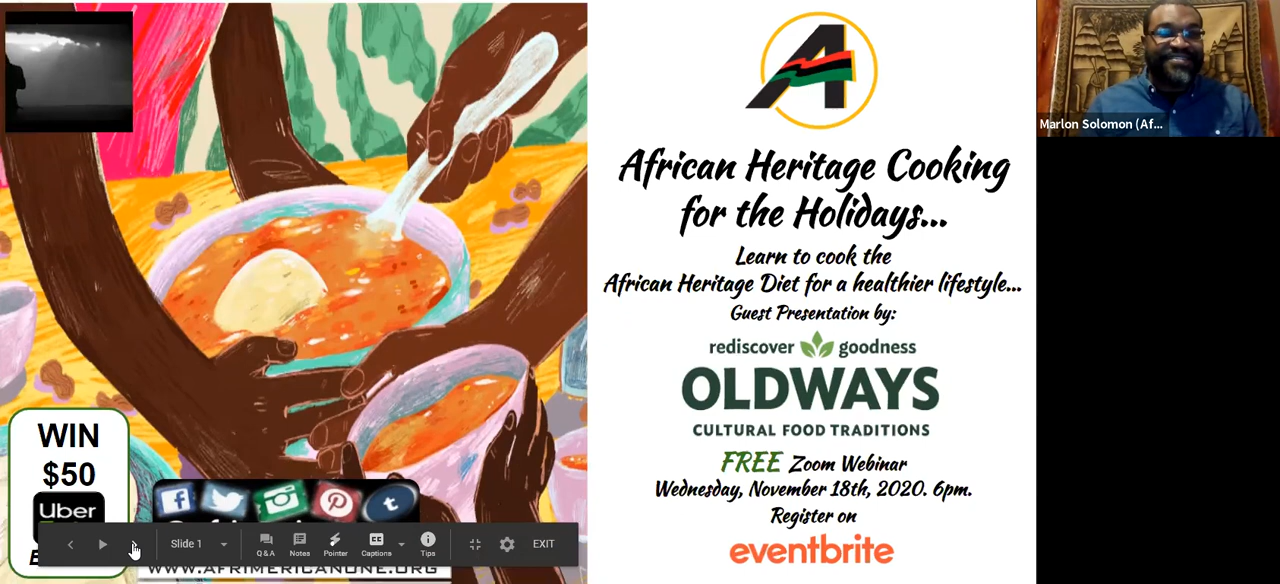 African Heritage Cooking
for the Holidays...
Learn to cook the
African Heritage Diet for a healthier lifestyle...
Guest Presentation by:
rediscover goodness
OLDWAYS
CULTURAL FOOD TRADITIONS
FREE Zoom Webinar
Wednesday, November 18th, 2020. 6pm.
Register on
eventbrite
Marlon Solomon (Af...
WIN
$50
Uber
Slide 1
Q&A
Notes
Pointer
Captions
Tips
EXIT
WWW.AFRIMERICANONE.ORG